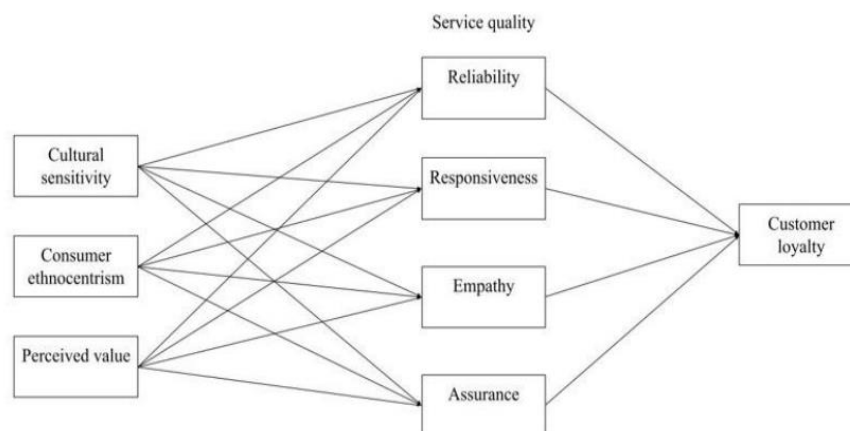 Service quality
Reliability
Cultural
sensitivity
Responsiveness
Customer
loyalty
Consumer
ethnocentrism
Empathy
Perceived value
Assurance